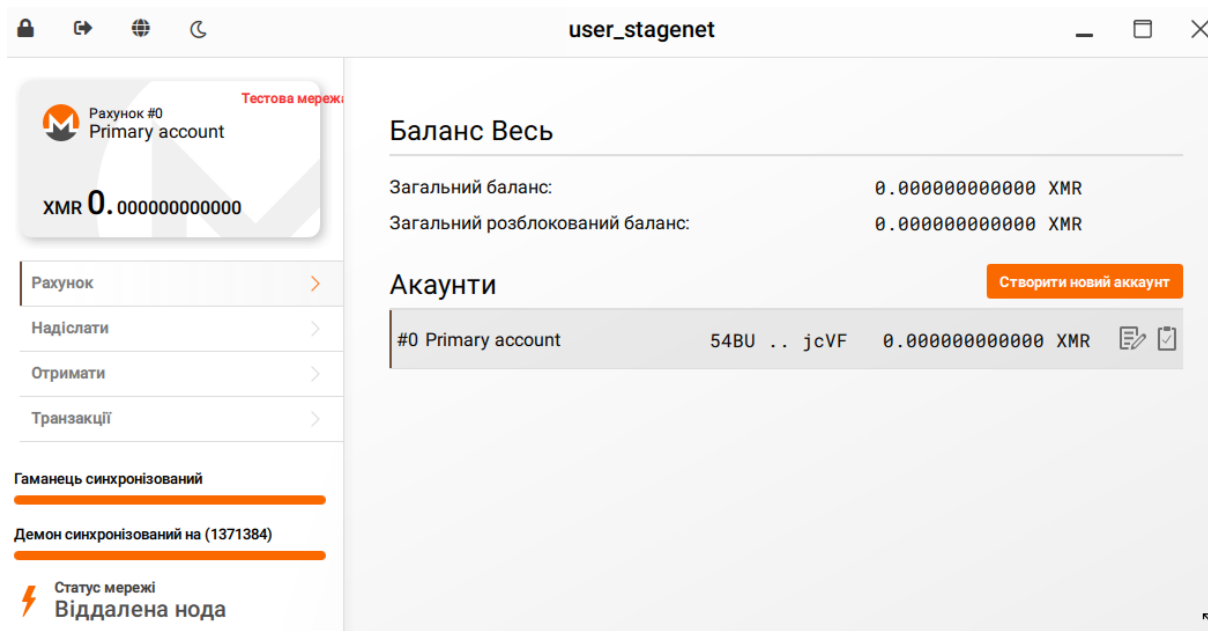 user_stagenet
Тестова мережа
Рахунок #0
Primary account
XMR 0.000000000000
Рахунок
Надіслати
Отримати
Транзакції
Гаманець синхронізований
Демон синхронізований на (1371384)
Статус мережі
Віддалена нода
Баланс Весь
Загальний баланс: 0.000000000000 XMR
Загальний розблокований баланс: 0.000000000000 XMR
Акаунти
Створити новий аккаунт
#0 Primary account 54BU .. jcVF 0.000000000000 XMR